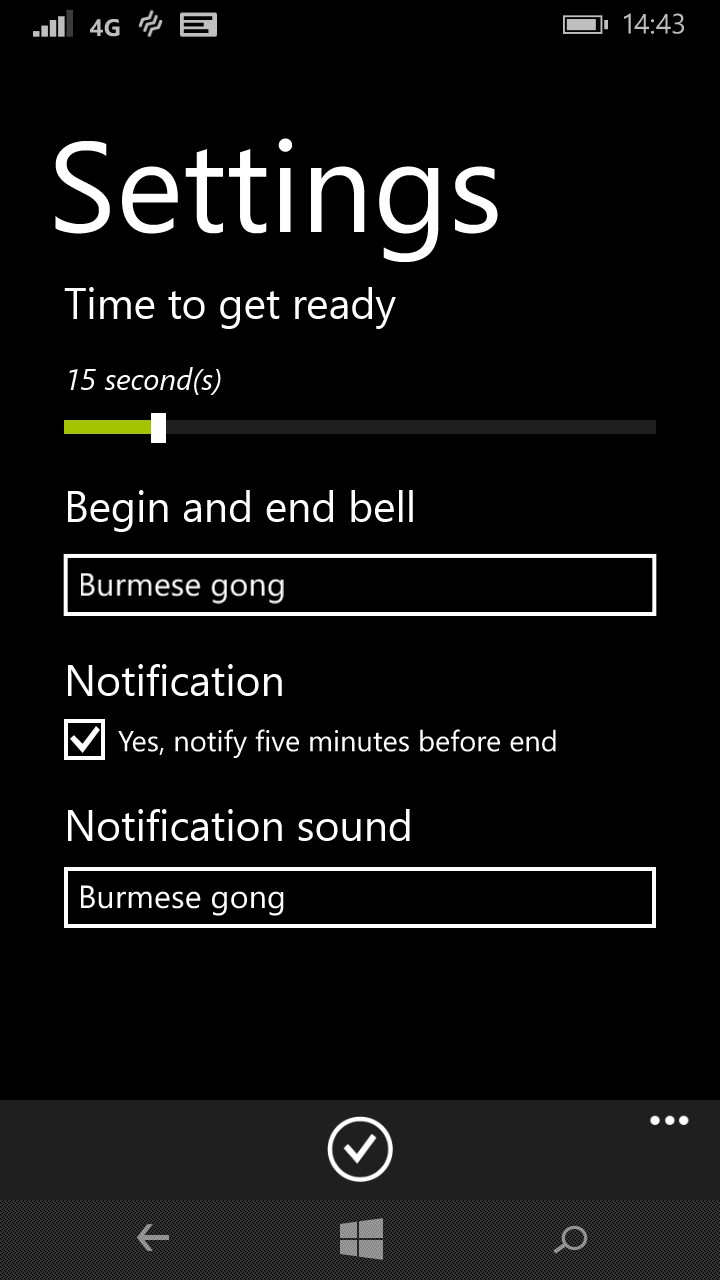 4G 14:43
Settings
Time to get ready
15 second(s)
Begin and end bell
Burmese gong
Notification
Yes, notify five minutes before end
Notification sound
Burmese gong